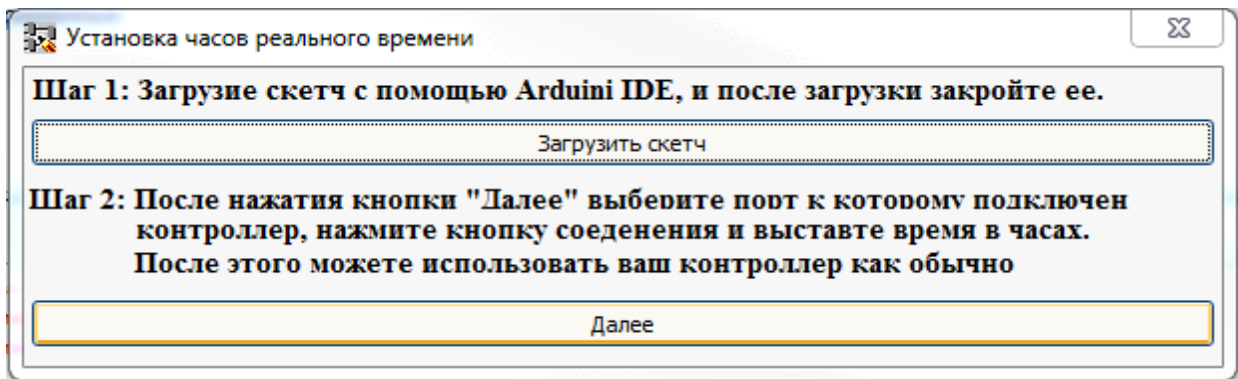 Установка часов реального времени
Шаг 1: Загрузие скетч с помощью Arduini IDE, и после загрузки закройте ее.
Загрузить скетч
Шаг 2: После нажатия кнопки "Далее" выберите порт к которому подключен
контроллер, нажмите кнопку соеденения и выставте время в часах.
После этого можете использовать ваш контроллер как обычно
Далее